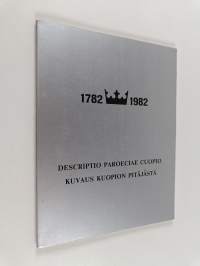 1782 1982
DESCRIPTIO PAROECIAE CUOPIO
KUVAUS KUOPION PITÄJÄSTÄ